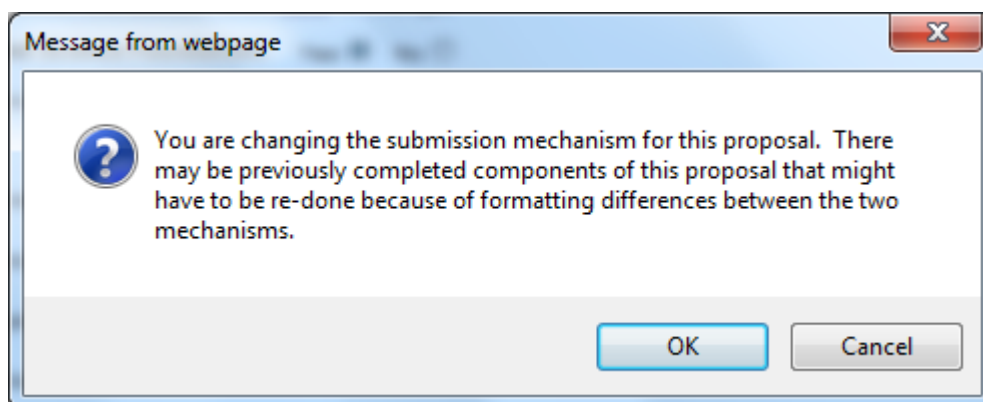 Message from webpage
You are changing the submission mechanism for this proposal.  There
may be previously completed components of this proposal that might
have to be re-done because of formatting differences between the two
mechanisms.
OK
Cancel